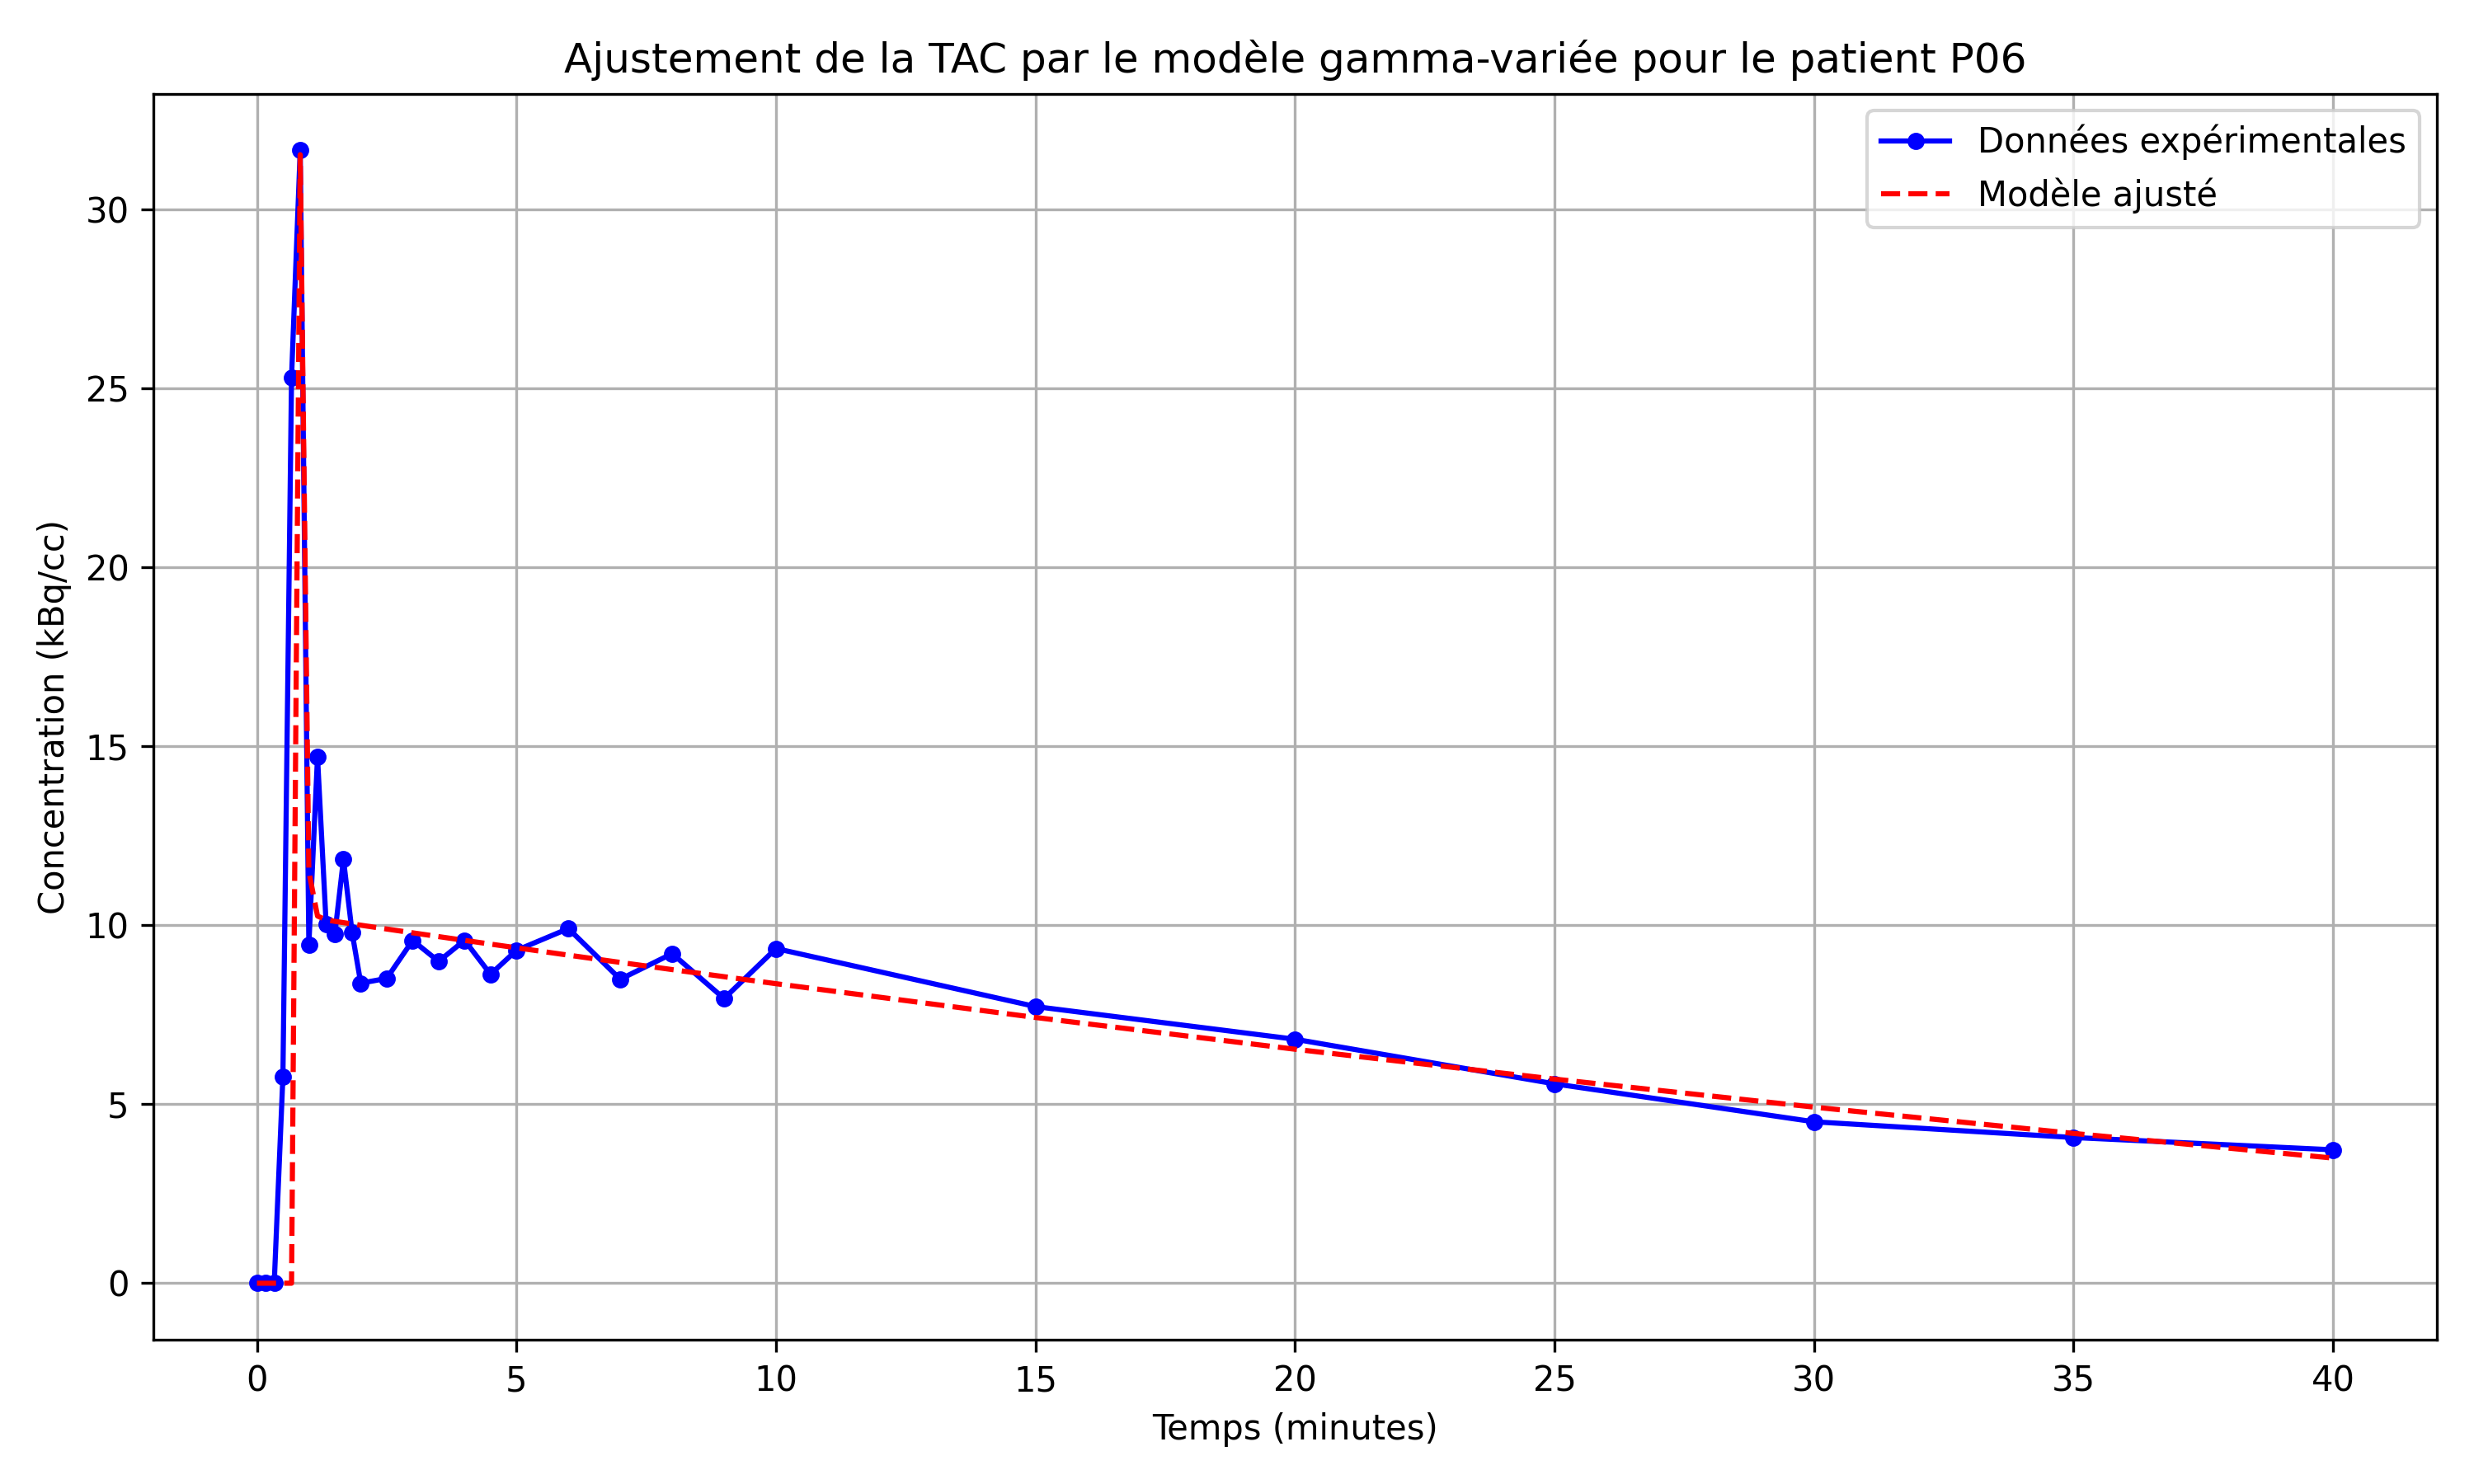 Ajustement de la TAC par le modèle gamma-variée pour le patient P06
Données expérimentales
Modèle ajusté
Concentration (kBq/cc)
30
25
20
15
10
5
0
0 5 10 15 20 25 30 35 40
Temps (minutes)